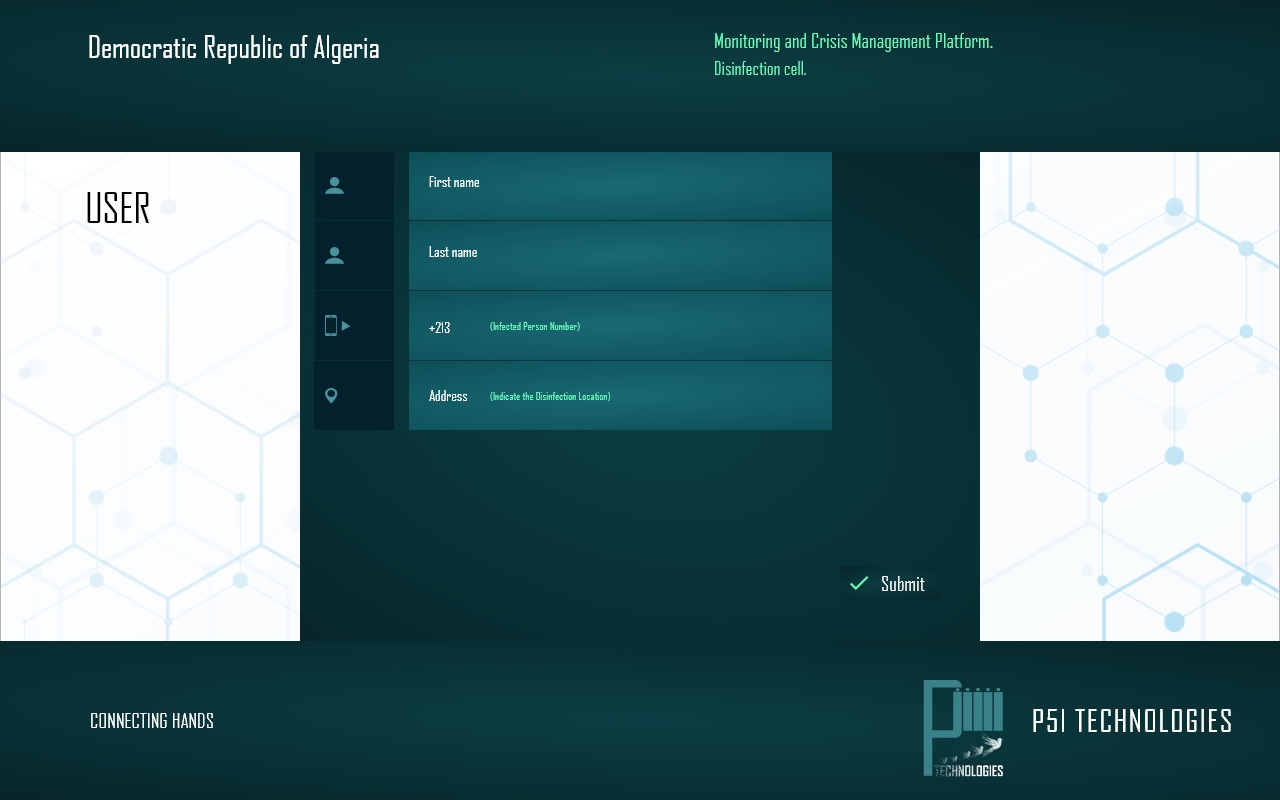 Democratic Republic of Algeria
Monitoring and Crisis Management Platform.
Disinfection cell.
USER
First name
Last name
+213 (Infected Person Number)
Address (Indicate the Disinfection Location)
Submit
CONNECTING HANDS
TECHNOLOGIES
P5I TECHNOLOGIES